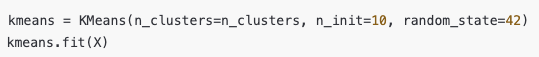 kmeans = KMeans(n_clusters=n_clusters, n_init=10, random_state=42)
kmeans.fit(X)